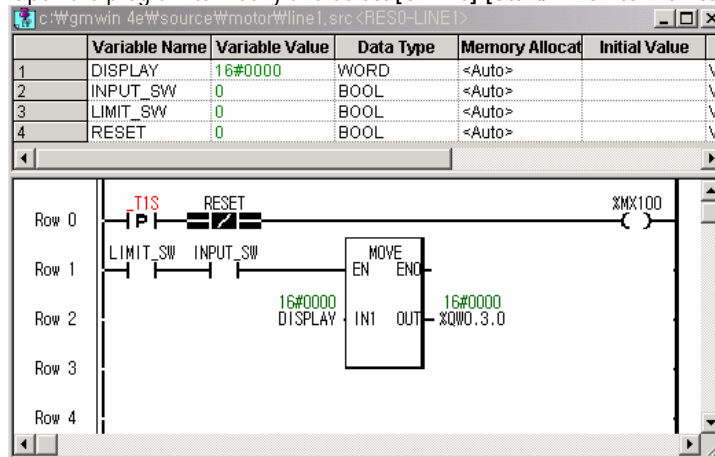 c:₩gmwin 4e₩source₩motor₩line1.src<RES0-LINE1>
Variable Name Variable Value Data Type Memory Allocat Initial Value
1 DISPLAY 16#0000 WORD <Auto>
2 INPUT_SW 0 BOOL <Auto>
3 LIMIT_SW 0 BOOL <Auto>
4 RESET 0 BOOL <Auto>
_T1S RESET %MX100
Row 0 P
LIMIT_SW INPUT_SW MOVE
Row 1 EN ENO
16#0000 16#0000
Row 2 DISPLAY IN1 OUT %QW0.3.0
Row 3
Row 4